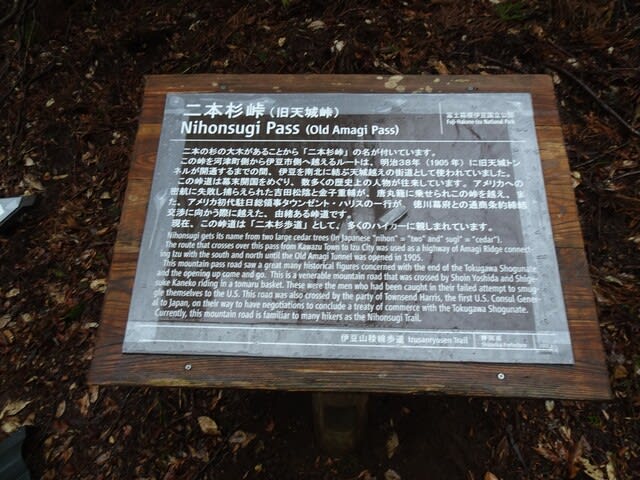 二本杉峠(旧天城峠)
Nihonsugi Pass (Old Amagi Pass)
富士箱根伊豆国立公園
Fuji-Hakone-Izu National Park
二本の杉の大木があることから「二本杉峠」の名が付いています。
この峠を河津町側から伊豆市側へ越えるルートは、明治38年(1905年)に旧天城トン
ネルが開通するまでの間、伊豆を南北に結ぶ天城越えの街道として使われていました。
この峠道は幕末開国をめぐり、数多くの歴史上の人物が往来しています。アメリカへの
密航に失敗し捕らえられた吉田松陰と金子重輔が、唐丸籠に乗せられこの峠を越え、ま
た、アメリカ初代駐日総領事タウンゼント・ハリスの一行が、徳川幕府との通商条約締結
交渉に向かう際に越えた、由緒ある峠道です。
現在、この峠道は「二本杉歩道」として、多くのハイカーに親しまれています。
Nihonsugi gets its name from two large cedar trees (in Japanese "nihon" = "two" and" sugi" = "cedar").
The route that crosses over this pass from Kawazu Town to Izu City was used as a highway of Amagi Ridge connect-
ing Izu with the south and north until the Old Amagi Tunnel was opened in 1905.
This mountain pass road saw a great many historical figures concerned with the end of the Tokugawa Shogunate
and the opening up come and go. This is a venerable mountain road that was crossed by Shoin Yoshida and Shige-
suke Kaneko riding in a tomaru basket. These were the men who had been caught in their failed attempt to smug-
gle themselves to the U.S. This road was also crossed by the party of Townsend Harris, the first U.S. Consul Gener-
al to Japan, on their way to have negotiations to conclude a treaty of commerce with the Tokugawa Shogunate.
Currently, this mountain road is familiar to many hikers as the Nihonsugi Trail.
伊豆山稜線歩道 Izusanryosen Trail
静岡県
Shizuoka Prefecture